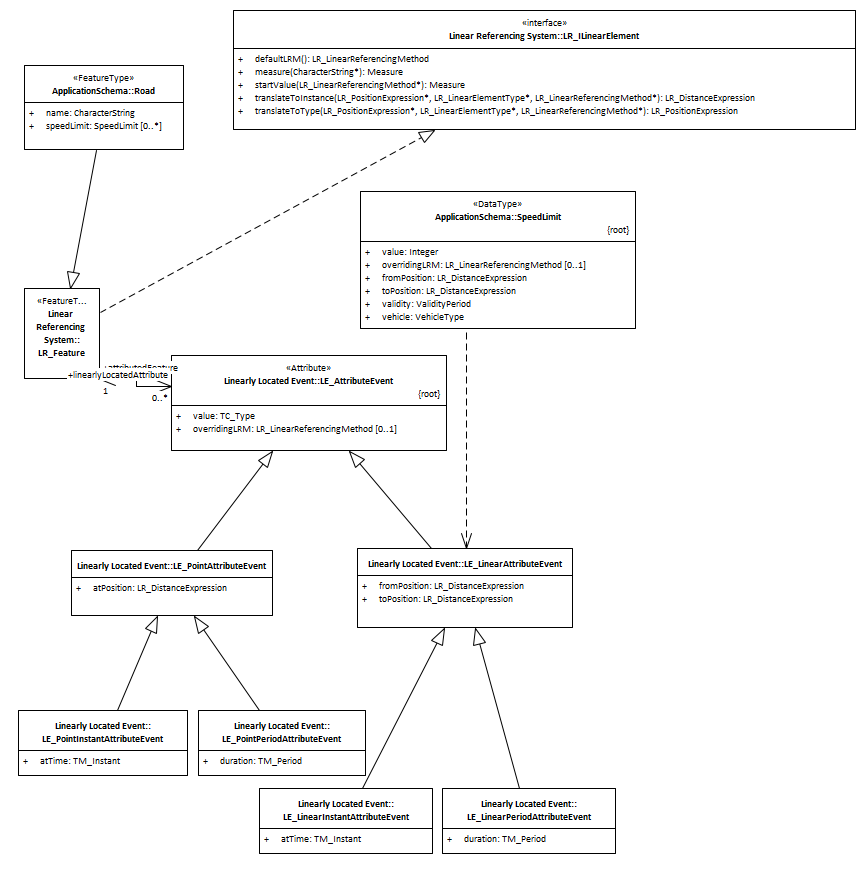 «interface»
Linear Referencing System::LR_ILinearElement
+ defaultLRM(): LR_LinearReferencingMethod
+ measure(CharacterString*): Measure
+ startValue(LR_LinearReferencingMethod*): Measure
+ translateToInstance(LR_PositionExpression*, LR_LinearElementType*, LR_LinearReferencingMethod*): LR_DistanceExpression
+ translateToType(LR_PositionExpression*, LR_LinearElementType*, LR_LinearReferencingMethod*): LR_PositionExpression
«FeatureType»
ApplicationSchema::Road
+ name: CharacterString
+ speedLimit: SpeedLimit [0..*]
«DataType»
ApplicationSchema::SpeedLimit
{root}
+ value: Integer
+ overridingLRM: LR_LinearReferencingMethod [0..1]
+ fromPosition: LR_DistanceExpression
+ toPosition: LR_DistanceExpression
+ validity: ValidityPeriod
+ vehicle: VehicleType
«FeatureT...
Linear
Referencing
System::
LR_Feature
+attributedFeature
+linearlyLocatedAttribute
1
0..*
«Attribute»
Linearly Located Event::LE_AttributeEvent
{root}
+ value: TC_Type
+ overridingLRM: LR_LinearReferencingMethod [0..1]
Linearly Located Event::LE_PointAttributeEvent
+ atPosition: LR_DistanceExpression
Linearly Located Event::LE_LinearAttributeEvent
+ fromPosition: LR_DistanceExpression
+ toPosition: LR_DistanceExpression
Linearly Located Event::
LE_PointInstantAttributeEvent
+ atTime: TM_Instant
Linearly Located Event::
LE_PointPeriodAttributeEvent
+ duration: TM_Period
Linearly Located Event::
LE_LinearInstantAttributeEvent
+ atTime: TM_Instant
Linearly Located Event::
LE_LinearPeriodAttributeEvent
+ duration: TM_Period